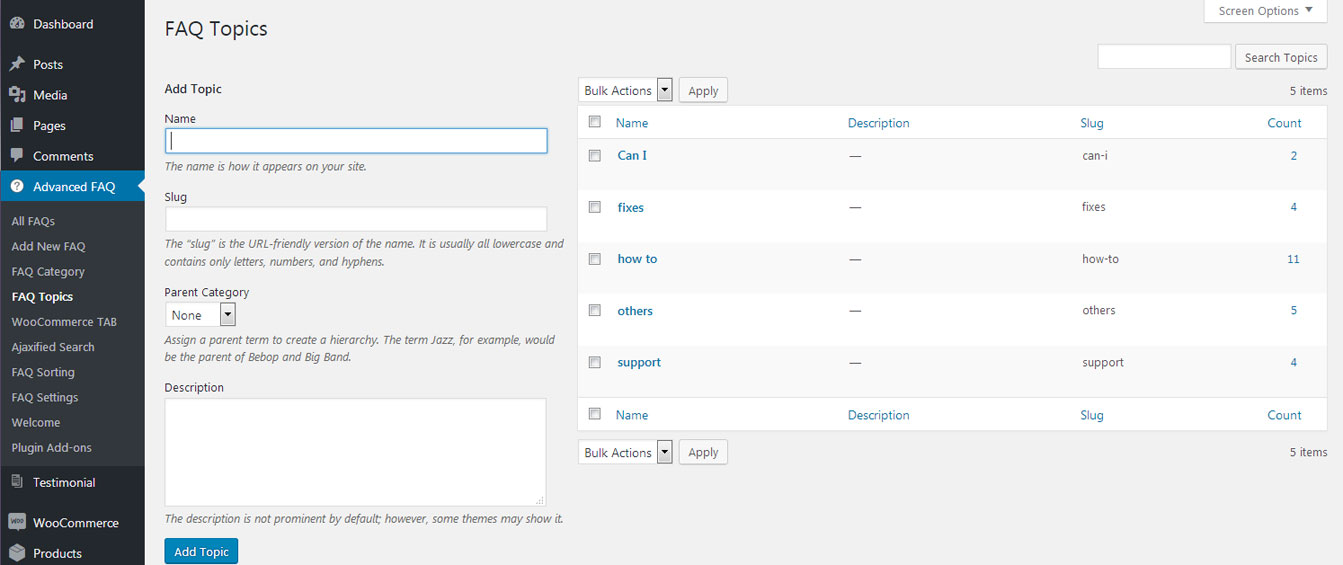 Dashboard
Posts
Media
Pages
Comments
Advanced FAQ
All FAQs
Add New FAQ
FAQ Category
FAQ Topics
WooCommerce TAB
Ajaxified Search
FAQ Sorting
FAQ Settings
Welcome
Plugin Add-ons
Testimonial
WOO
WooCommerce
Products
FAQ Topics
Screen Options
Search Topics
Add Topic
Name
The name is how it appears on your site.
Slug
The “slug” is the URL-friendly version of the name. It is usually all lowercase and
contains only letters, numbers, and hyphens.
Parent Category
None
Assign a parent term to create a hierarchy. The term Jazz, for example, would
be the parent of Bebop and Big Band.
Description
The description is not prominent by default; however, some themes may show it.
Add Topic
Bulk Actions Apply 5 items
Name Description Slug Count
Can I — can-i 2
fixes — fixes 4
how to — how-to 11
others — others 5
support — support 4
Name Description Slug Count
Bulk Actions Apply 5 items